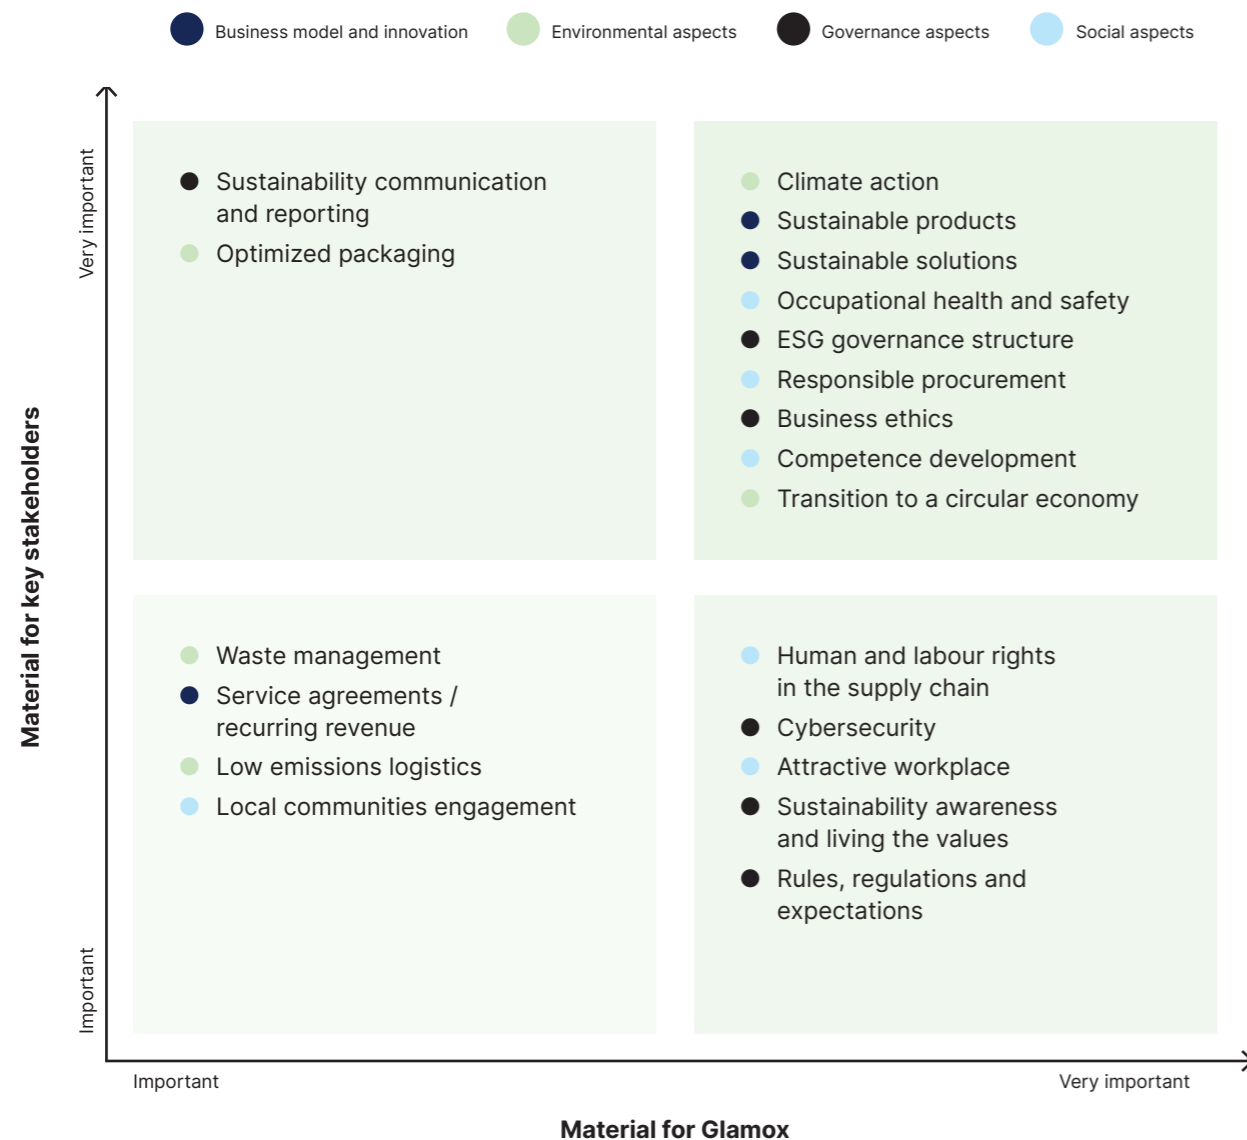 Business model and innovation
Environmental aspects
Governance aspects
Social aspects
Material for key stakeholders
Very important
Important
Sustainability communication
and reporting
Optimized packaging
Climate action
Sustainable products
Sustainable solutions
Occupational health and safety
ESG governance structure
Responsible procurement
Business ethics
Competence development
Transition to a circular economy
Waste management
Service agreements /
recurring revenue
Low emissions logistics
Local communities engagement
Human and labour rights
in the supply chain
Cybersecurity
Attractive workplace
Sustainability awareness
and living the values
Rules, regulations and
expectations
Important
Very important
Material for Glamox